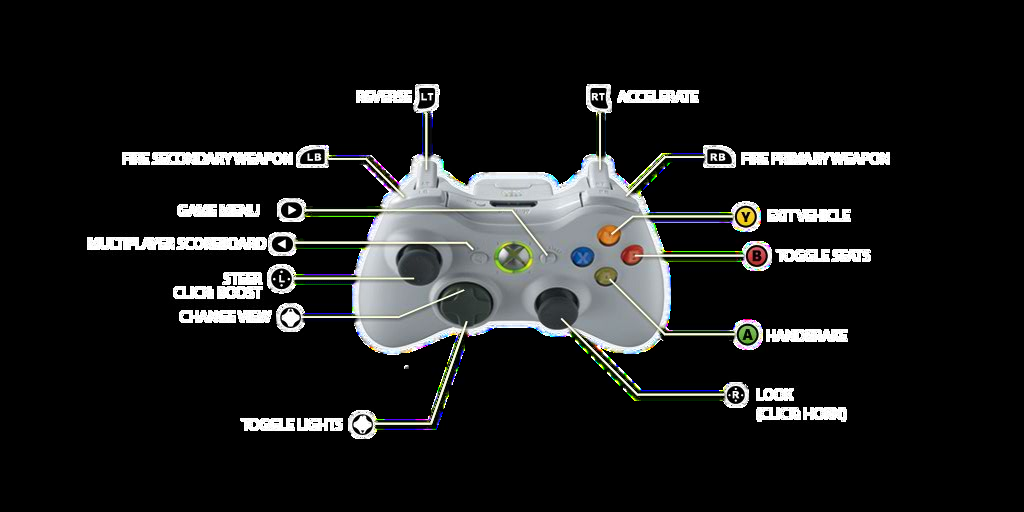 REVERSE LT
RT ACCELERATE
FIRE SECONDARY WEAPON LB
RB FIRE PRIMARY WEAPON
GAME MENU
Y EXIT VEHICLE
MULTIPLAYER SCOREBOARD
B TOGGLE SEATS
STEER L
CLICK: BOOST
X
CHANGE VIEW
A HANDBRAKE
R LOOK
(CLICK: HORN)
TOGGLE LIGHTS